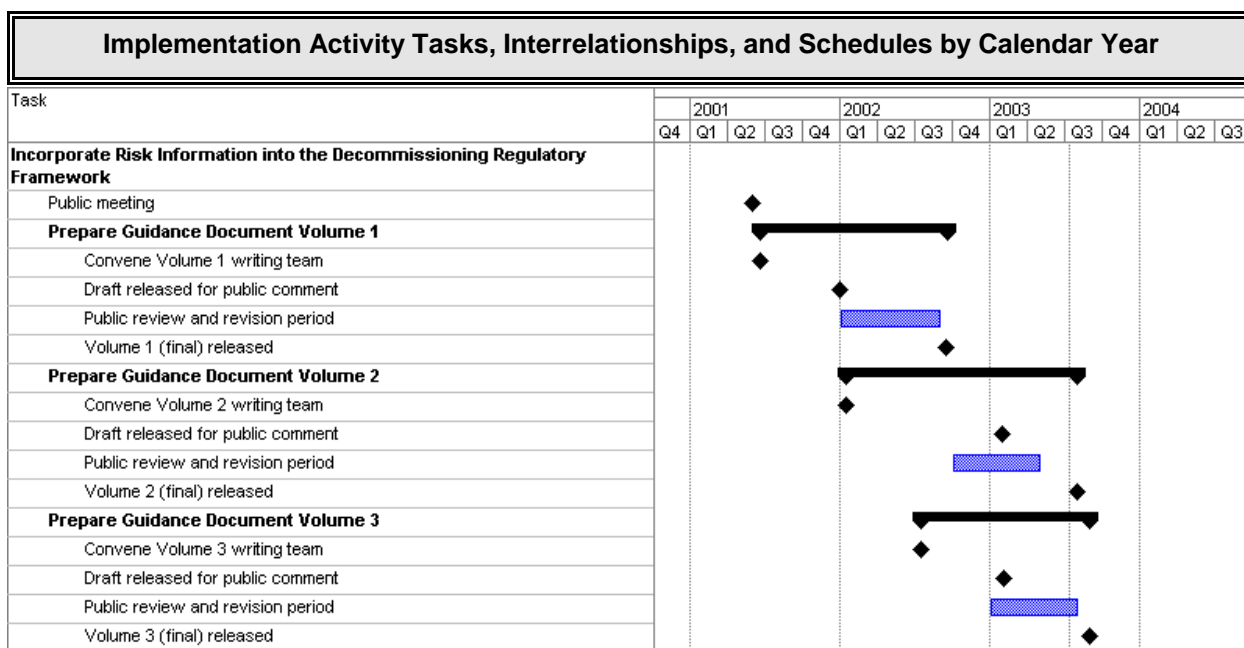 Implementation Activity Tasks, Interrelationships, and Schedules by Calendar Year
Task
2001 2002 2003 2004
Q4 Q1 Q2 Q3 Q4 Q1 Q2 Q3 Q4 Q1 Q2 Q3 Q4 Q1 Q2 Q3
Incorporate Risk Information into the Decommissioning Regulatory
Framework
Public meeting
Prepare Guidance Document Volume 1
Convene Volume 1 writing team
Draft released for public comment
Public review and revision period
Volume 1 (final) released
Prepare Guidance Document Volume 2
Convene Volume 2 writing team
Draft released for public comment
Public review and revision period
Volume 2 (final) released
Prepare Guidance Document Volume 3
Convene Volume 3 writing team
Draft released for public comment
Public review and revision period
Volume 3 (final) released